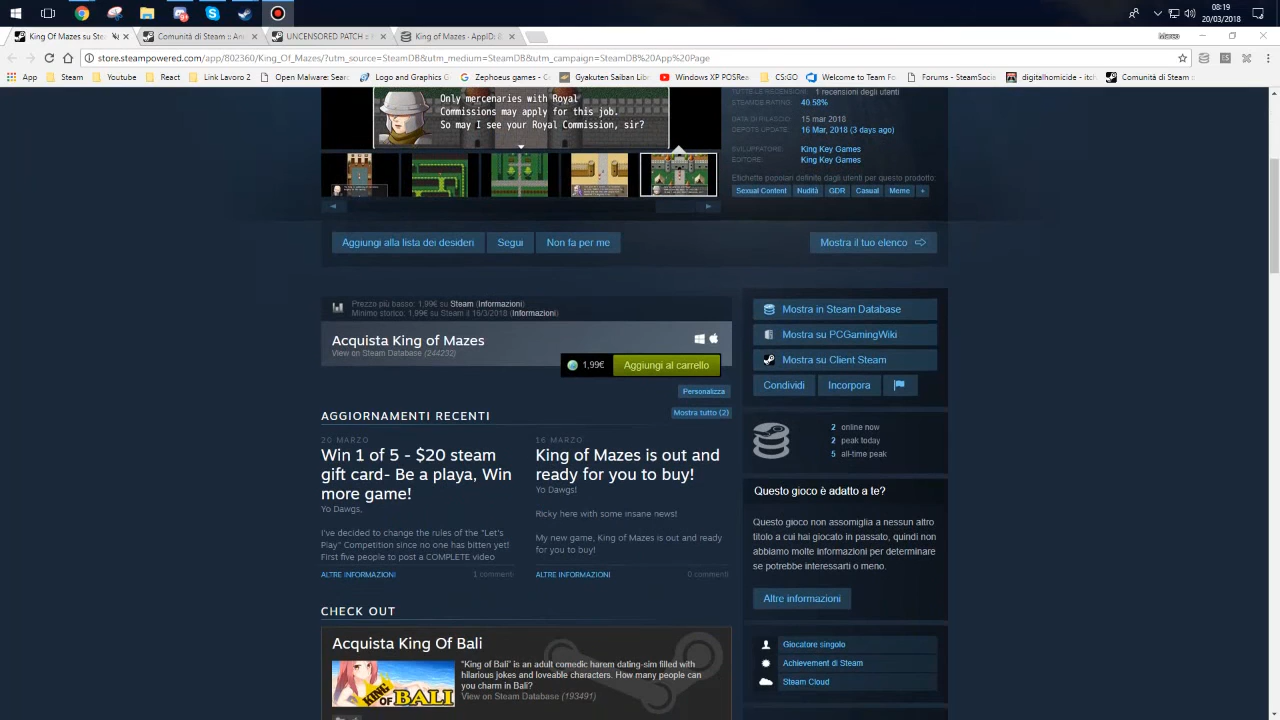 08:19
20/03/2018
King Of Mazes su Ste
Comunità di Steam ::
UNCENSORED PATCH ::
King of Mazes - AppID:
Marco
store.steampowered.com/app/802360/King_Of_Mazes/?utm_source=SteamDB&utm_medium=SteamDB&utm_campaign=SteamDB%20App%20Page
App
Steam
Youtube
React
Link Lavoro 2
Open Malware: Searc
Logo and Graphics
Zephoeus games -
Gyakuten Saiban Libr
Windows XP POSRea
CS:GO
Welcome to Team Fo
Forums - SteamSocia
digitalhomicide - itch
Comunità di Steam ::
Only mercenaries with Royal
Commissions may apply for this job.
So may I see your Royal Commission, sir?
TUTTE LE RECENSIONI: 1 recensioni degli utenti
STEAMDB RATING: 40.58%
DATA DI RILASCIO: 15 mar 2018
DEPOTS UPDATE: 16 Mar, 2018 (3 days ago)
SVILUPPATORE: King Key Games
EDITORE: King Key Games
Etichette popolari definite dagli utenti per questo prodotto:
Sexual Content Nudità GDR Casual Meme +
Aggiungi alla lista dei desideri
Segui
Non fa per me
Mostra il tuo elenco
Prezzo più basso: 1,99€ su Steam (Informazioni)
Minimo storico: 1,99€ su Steam il 16/3/2018 (Informazioni)
Acquista King of Mazes
View on Steam Database (244232)
1,99€
Aggiungi al carrello
Personalizza
AGGIORNAMENTI RECENTI
Mostra tutto (2)
20 MARZO
Win 1 of 5 - $20 steam
gift card- Be a playa, Win
more game!
Yo Dawgs,
I've decided to change the rules of the "Let's
Play" Competition since no one has bitten yet!
First five people to post a COMPLETE video
ALTRE INFORMAZIONI
1 comment
16 MARZO
King of Mazes is out and
ready for you to buy!
Yo Dawgs!
Ricky here with some insane news!
My new game, King of Mazes is out and ready
for you to buy!
ALTRE INFORMAZIONI
0 commenti
CHECK OUT
Acquista King Of Bali
KING
OF BALI
"King of Bali" is an adult comedic harem dating-sim filled with
hilarious jokes and loveable characters. How many people can
you charm in Bali?
View on Steam Database (193491)
Mostra in Steam Database
Mostra su PCGamingWiki
Mostra su Client Steam
Condividi
Incorpora
2 online now
2 peak today
5 all-time peak
Questo gioco è adatto a te?
Questo gioco non assomiglia a nessun altro
titolo a cui hai giocato in passato, quindi non
abbiamo molte informazioni per determinare
se potrebbe interessarti o meno.
Altre informazioni
Giocatore singolo
Achievement di Steam
Steam Cloud